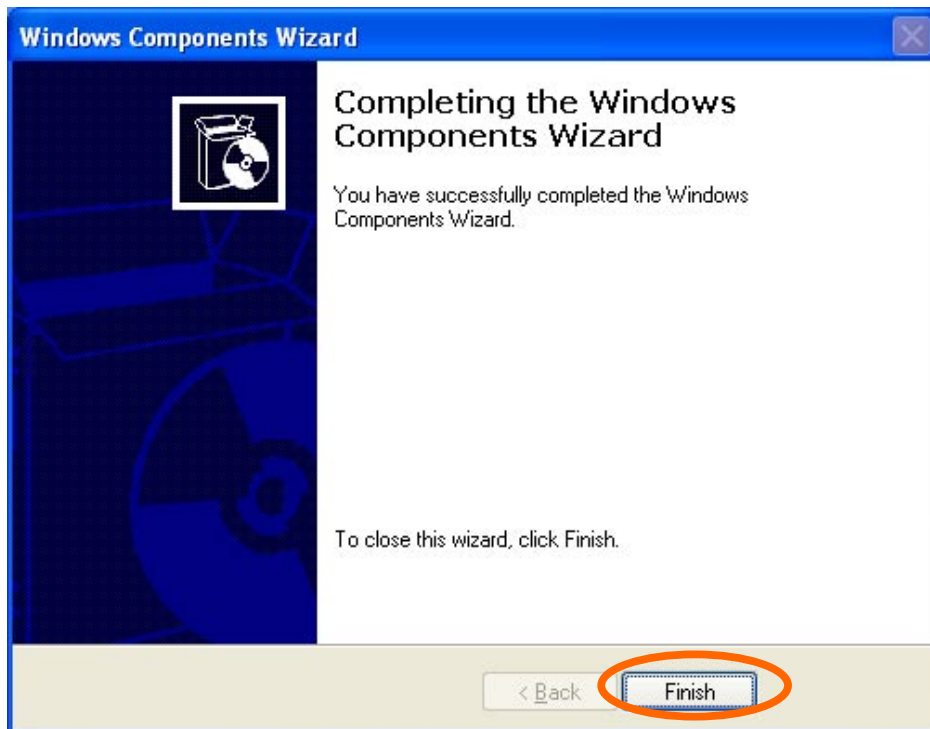 Windows Components Wizard
Completing the Windows
Components Wizard
You have successfully completed the Windows
Components Wizard.
To close this wizard, click Finish.
< Back
Finish